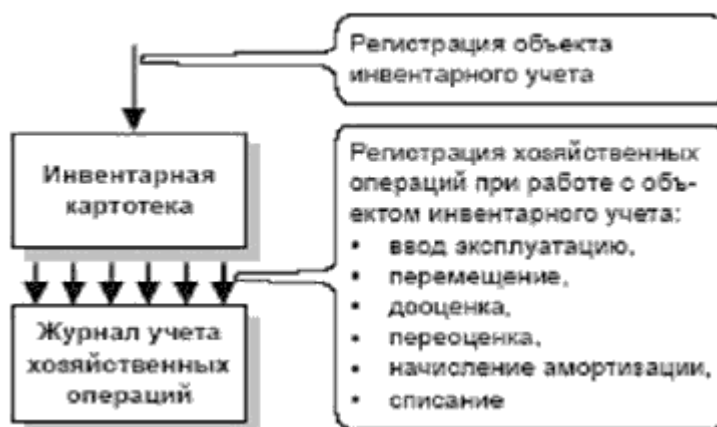 Регистрация объекта
инвентарного учета
Инвентарная
картотека
Регистрация хозяйственных
операций при работе с объ-
ектом инвентарного учета:
• ввод эксплуатацию,
• перемещение,
• дооценка,
• переоценка,
• начисление амортизации,
• списание
Журнал учета
хозяйственных
операций